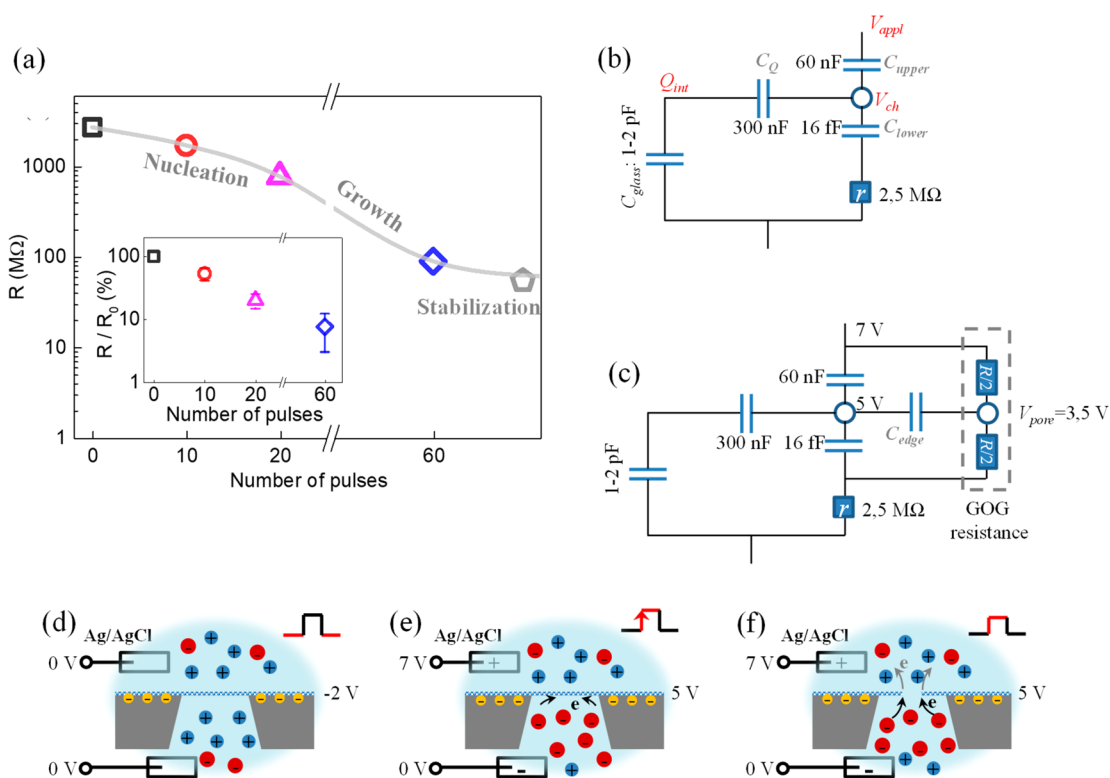 (a)
R (MΩ)
1000
100
10
1
0
10
20
60
Number of pulses
Nucleation
Growth
Stabilization
R / R0 (%)
100
10
1
0
10
20
60
Number of pulses
(b)
Vappl
60 nF
Cupper
CQ
Qint
Vch
300 nF
16 fF
Clower
Cglass: 1-2 pF
r
2,5 MΩ
(c)
7 V
60 nF
R/2
5 V
Vpore=3,5 V
300 nF
16 fF
Cedge
R/2
1-2 pF
r
2,5 MΩ
GOG
resistance
(d)
Ag/AgCl
0 V
-2 V
0 V
(e)
Ag/AgCl
7 V
+
5 V
e
0 V
-
(f)
Ag/AgCl
7 V
+
e
5 V
e
0 V
-